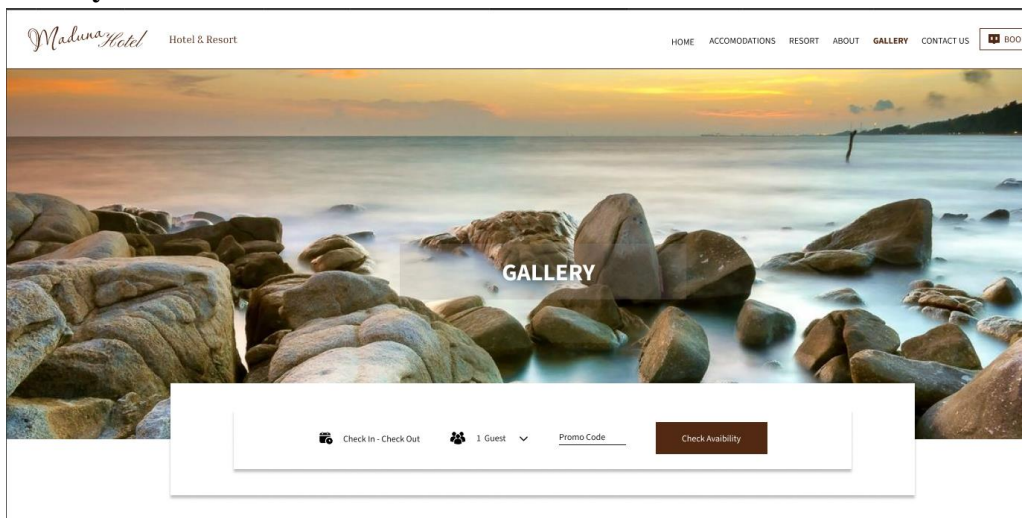 Maduna Hotel Hotel & Resort
HOME ACCOMODATIONS RESORT ABOUT GALLERY CONTACT US BOO
GALLERY
Check In - Check Out 1 Guest Promo Code Check Avaibility